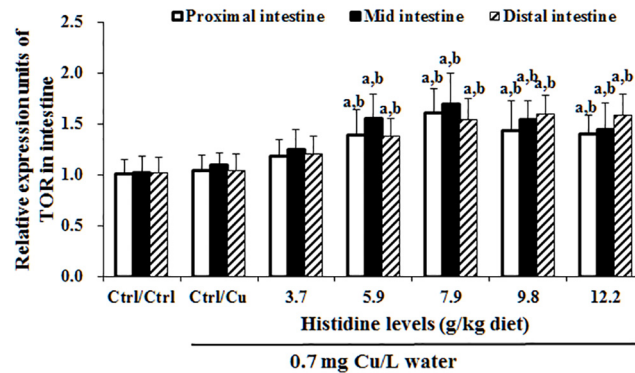 Proximal intestine Mid intestine Distal intestine
Relative expression units of
TOR in intestine
2.5
2.0
1.5
1.0
0.5
0.0
a,b a,b a,b a,b a,b a,b a,b a,b a,b a,b a,b a,b
Ctrl/Ctrl Ctrl/Cu 3.7 5.9 7.9 9.8 12.2
Histidine levels (g/kg diet)
0.7 mg Cu/L water